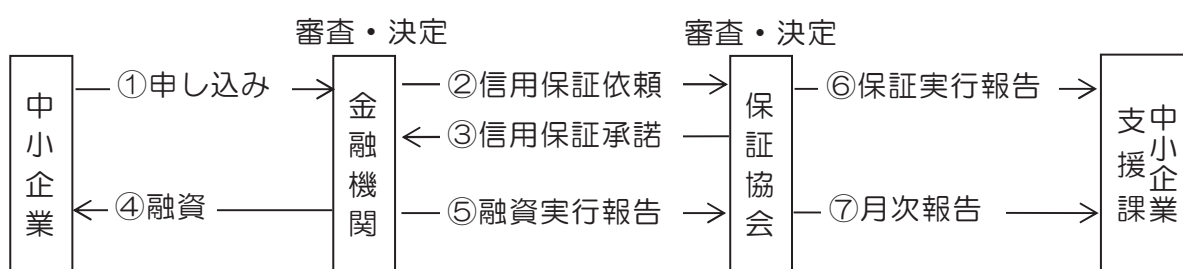 審査・決定
審査・決定
中小企業
①申し込み
④融資
金融機関
②信用保証依頼
③信用保証承諾
⑤融資実行報告
保証協会
⑥保証実行報告
⑦月次報告
中小企業
支援課